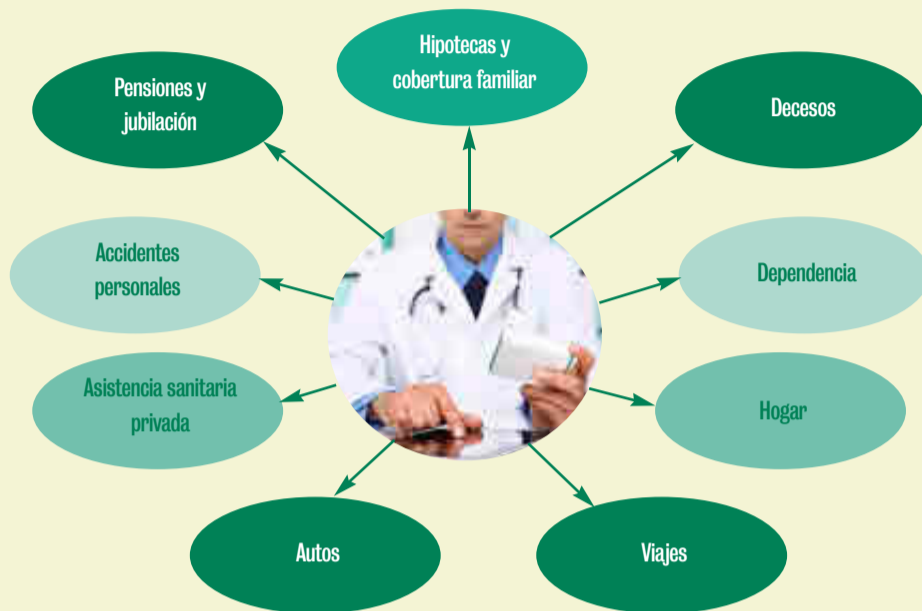 Hipotecas y
cobertura familiar
Pensiones y
jubilación
Decesos
Accidentes
personales
Dependencia
Asistencia sanitaria
privada
Hogar
Autos
Viajes